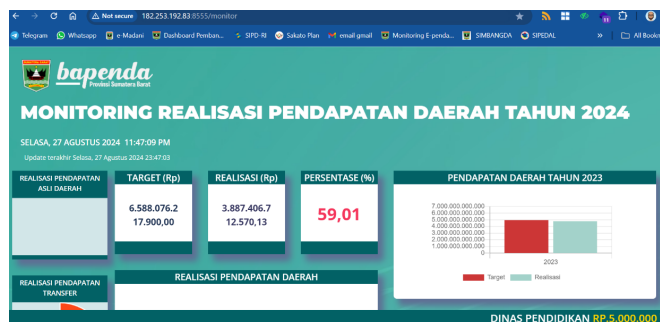 Not secure 182.253.192.83:8555/monitor
Telegram Whatsapp e-Madani Dashboard Pemban... SIPD-RI Sakato Plan email gmail Monitoring E-penda... SIMBANGDA SIPEDAL » All Bookm
bapenda
Provinsi Sumatera Barat
MONITORING REALISASI PENDAPATAN DAERAH TAHUN 2024
SELASA, 27 AGUSTUS 2024 11:47:09 PM
Update terakhir Selasa, 27 Agustus 2024 23:47:03
REALISASI PENDAPATAN
ASLI DAERAH
TARGET (Rp)
6.588.076.2
17.900,00
REALISASI (Rp)
3.887.406.7
12.570,13
PERSENTASE (%)
59,01
PENDAPATAN DAERAH TAHUN 2023
7.000.000.000.000
6.000.000.000.000
5.000.000.000.000
4.000.000.000.000
3.000.000.000.000
2.000.000.000.000
1.000.000.000.000
2023
Target Realisasi
REALISASI PENDAPATAN
TRANSFER
REALISASI PENDAPATAN DAERAH
DINAS PENDIDIKAN RP.5.000.000